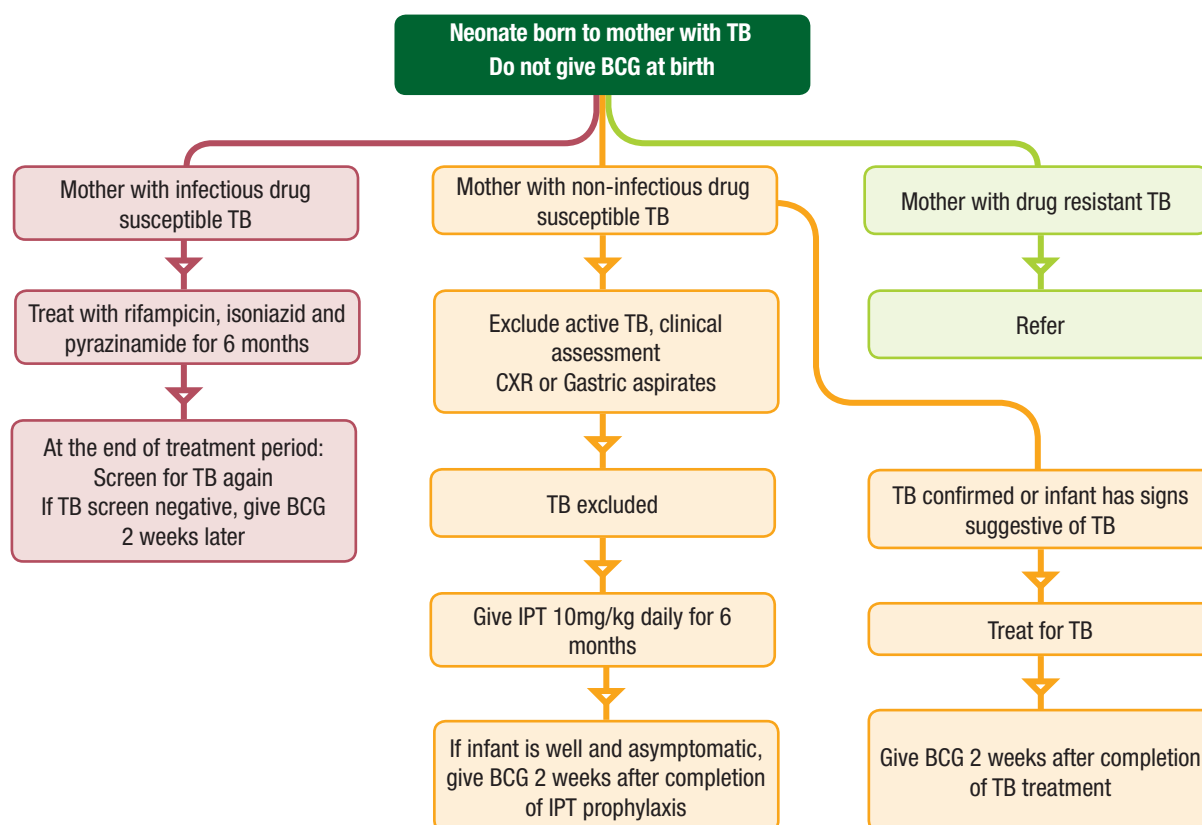 Neonate born to mother with TB
Do not give BCG at birth
Mother with infectious drug
susceptible TB
Treat with rifampicin, isoniazid and
pyrazinamide for 6 months
At the end of treatment period:
Screen for TB again
If TB screen negative, give BCG
2 weeks later
Mother with non-infectious drug
susceptible TB
Exclude active TB, clinical
assessment
CXR or Gastric aspirates
TB excluded
Give IPT 10mg/kg daily for 6
months
If infant is well and asymptomatic,
give BCG 2 weeks after completion
of IPT prophylaxis
TB confirmed or infant has signs
suggestive of TB
Treat for TB
Give BCG 2 weeks after completion
of TB treatment
Mother with drug resistant TB
Refer